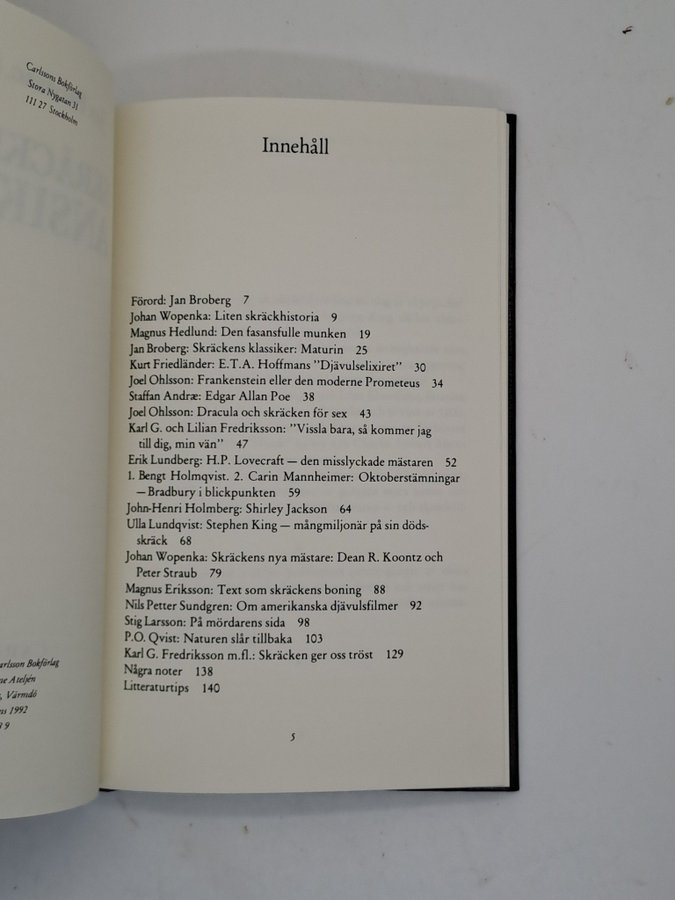 Carlssons Bokförlag
Stora Nygatan 31
111 27 Stockholm
Innehåll
Förord: Jan Broberg 7
Johan Wopenka: Liten skräckhistoria 9
Magnus Hedlund: Den fasansfulle munken 19
Jan Broberg: Skräckens klassiker: Maturin 25
Kurt Friedländer: E.T.A. Hoffmans ”Djävulselixiret” 30
Joel Ohlsson: Frankenstein eller den moderne Prometeus 34
Staffan Andræ: Edgar Allan Poe 38
Joel Ohlsson: Dracula och skräcken för sex 43
Karl G. och Lilian Fredriksson: ”Vissla bara, så kommer jag
till dig, min vän” 47
Erik Lundberg: H.P. Lovecraft — den misslyckade mästaren 52
1. Bengt Holmqvist. 2. Carin Mannheimer: Oktoberstämningar
— Bradbury i blickpunkten 59
John-Henri Holmberg: Shirley Jackson 64
Ulla Lundqvist: Stephen King — mångmiljonär på sin döds-
skräck 68
Johan Wopenka: Skräckens nya mästare: Dean R. Koontz och
Peter Straub 79
Magnus Eriksson: Text som skräckens boning 88
Nils Petter Sundgren: Om amerikanska djävulsfilmer 92
Stig Larsson: På mördarens sida 98
P.O. Qvist: Naturen slår tillbaka 103
Karl G. Fredriksson m.fl.: Skräcken ger oss tröst 129
Några noter 138
Litteraturtips 140
5
arlsson Bokförlag
ne Ateljén
, Värmdö
ns 1992
9